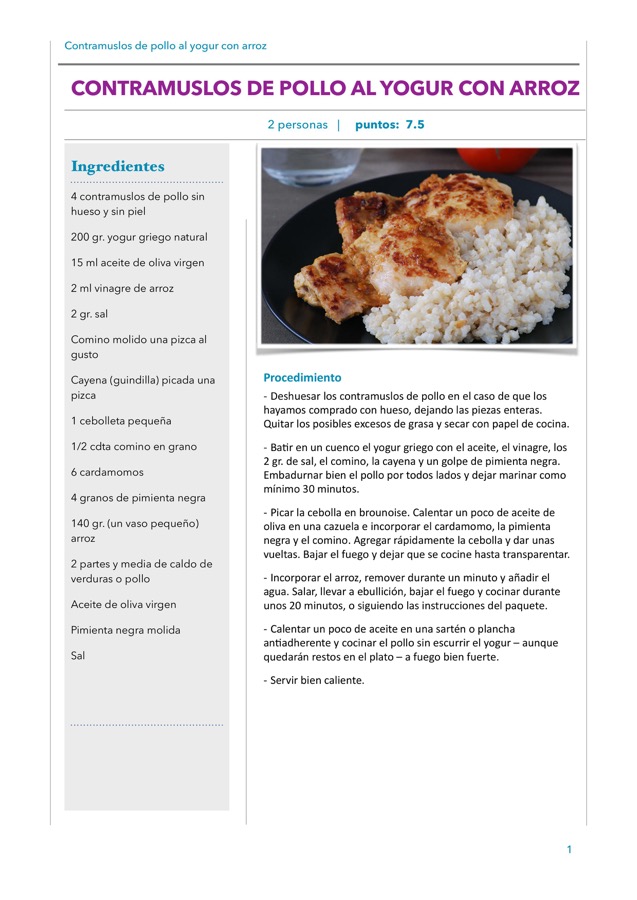 Contramuslos de pollo al yogur con arroz
CONTRAMUSLOS DE POLLO AL YOGUR CON ARROZ
2 personas | puntos: 7.5
Ingredientes
4 contramuslos de pollo sin
hueso y sin piel
200 gr. yogur griego natural
15 ml aceite de oliva virgen
2 ml vinagre de arroz
2 gr. sal
Comino molido una pizca al
gusto
Cayena (guindilla) picada una
pizca
1 cebolleta pequeña
1/2 cdta comino en grano
6 cardamomos
4 granos de pimienta negra
140 gr. (un vaso pequeño)
arroz
2 partes y media de caldo de
verduras o pollo
Aceite de oliva virgen
Pimienta negra molida
Sal
Procedimiento
- Deshuesar los contramuslos de pollo en el caso de que los
hayamos comprado con hueso, dejando las piezas enteras.
Quitar los posibles excesos de grasa y secar con papel de cocina.
- Batir en un cuenco el yogur griego con el aceite, el vinagre, los
2 gr. de sal, el comino, la cayena y un golpe de pimienta negra.
Embadurnar bien el pollo por todos lados y dejar marinar como
mínimo 30 minutos.
- Picar la cebolla en brounoise. Calentar un poco de aceite de
oliva en una cazuela e incorporar el cardamomo, la pimienta
negra y el comino. Agregar rápidamente la cebolla y dar unas
vueltas. Bajar el fuego y dejar que se cocine hasta transparentar.
- Incorporar el arroz, remover durante un minuto y añadir el
agua. Salar, llevar a ebullición, bajar el fuego y cocinar durante
unos 20 minutos, o siguiendo las instrucciones del paquete.
- Calentar un poco de aceite en una sartén o plancha
antiadherente y cocinar el pollo sin escurrir el yogur – aunque
quedarán restos en el plato – a fuego bien fuerte.
- Servir bien caliente.
1